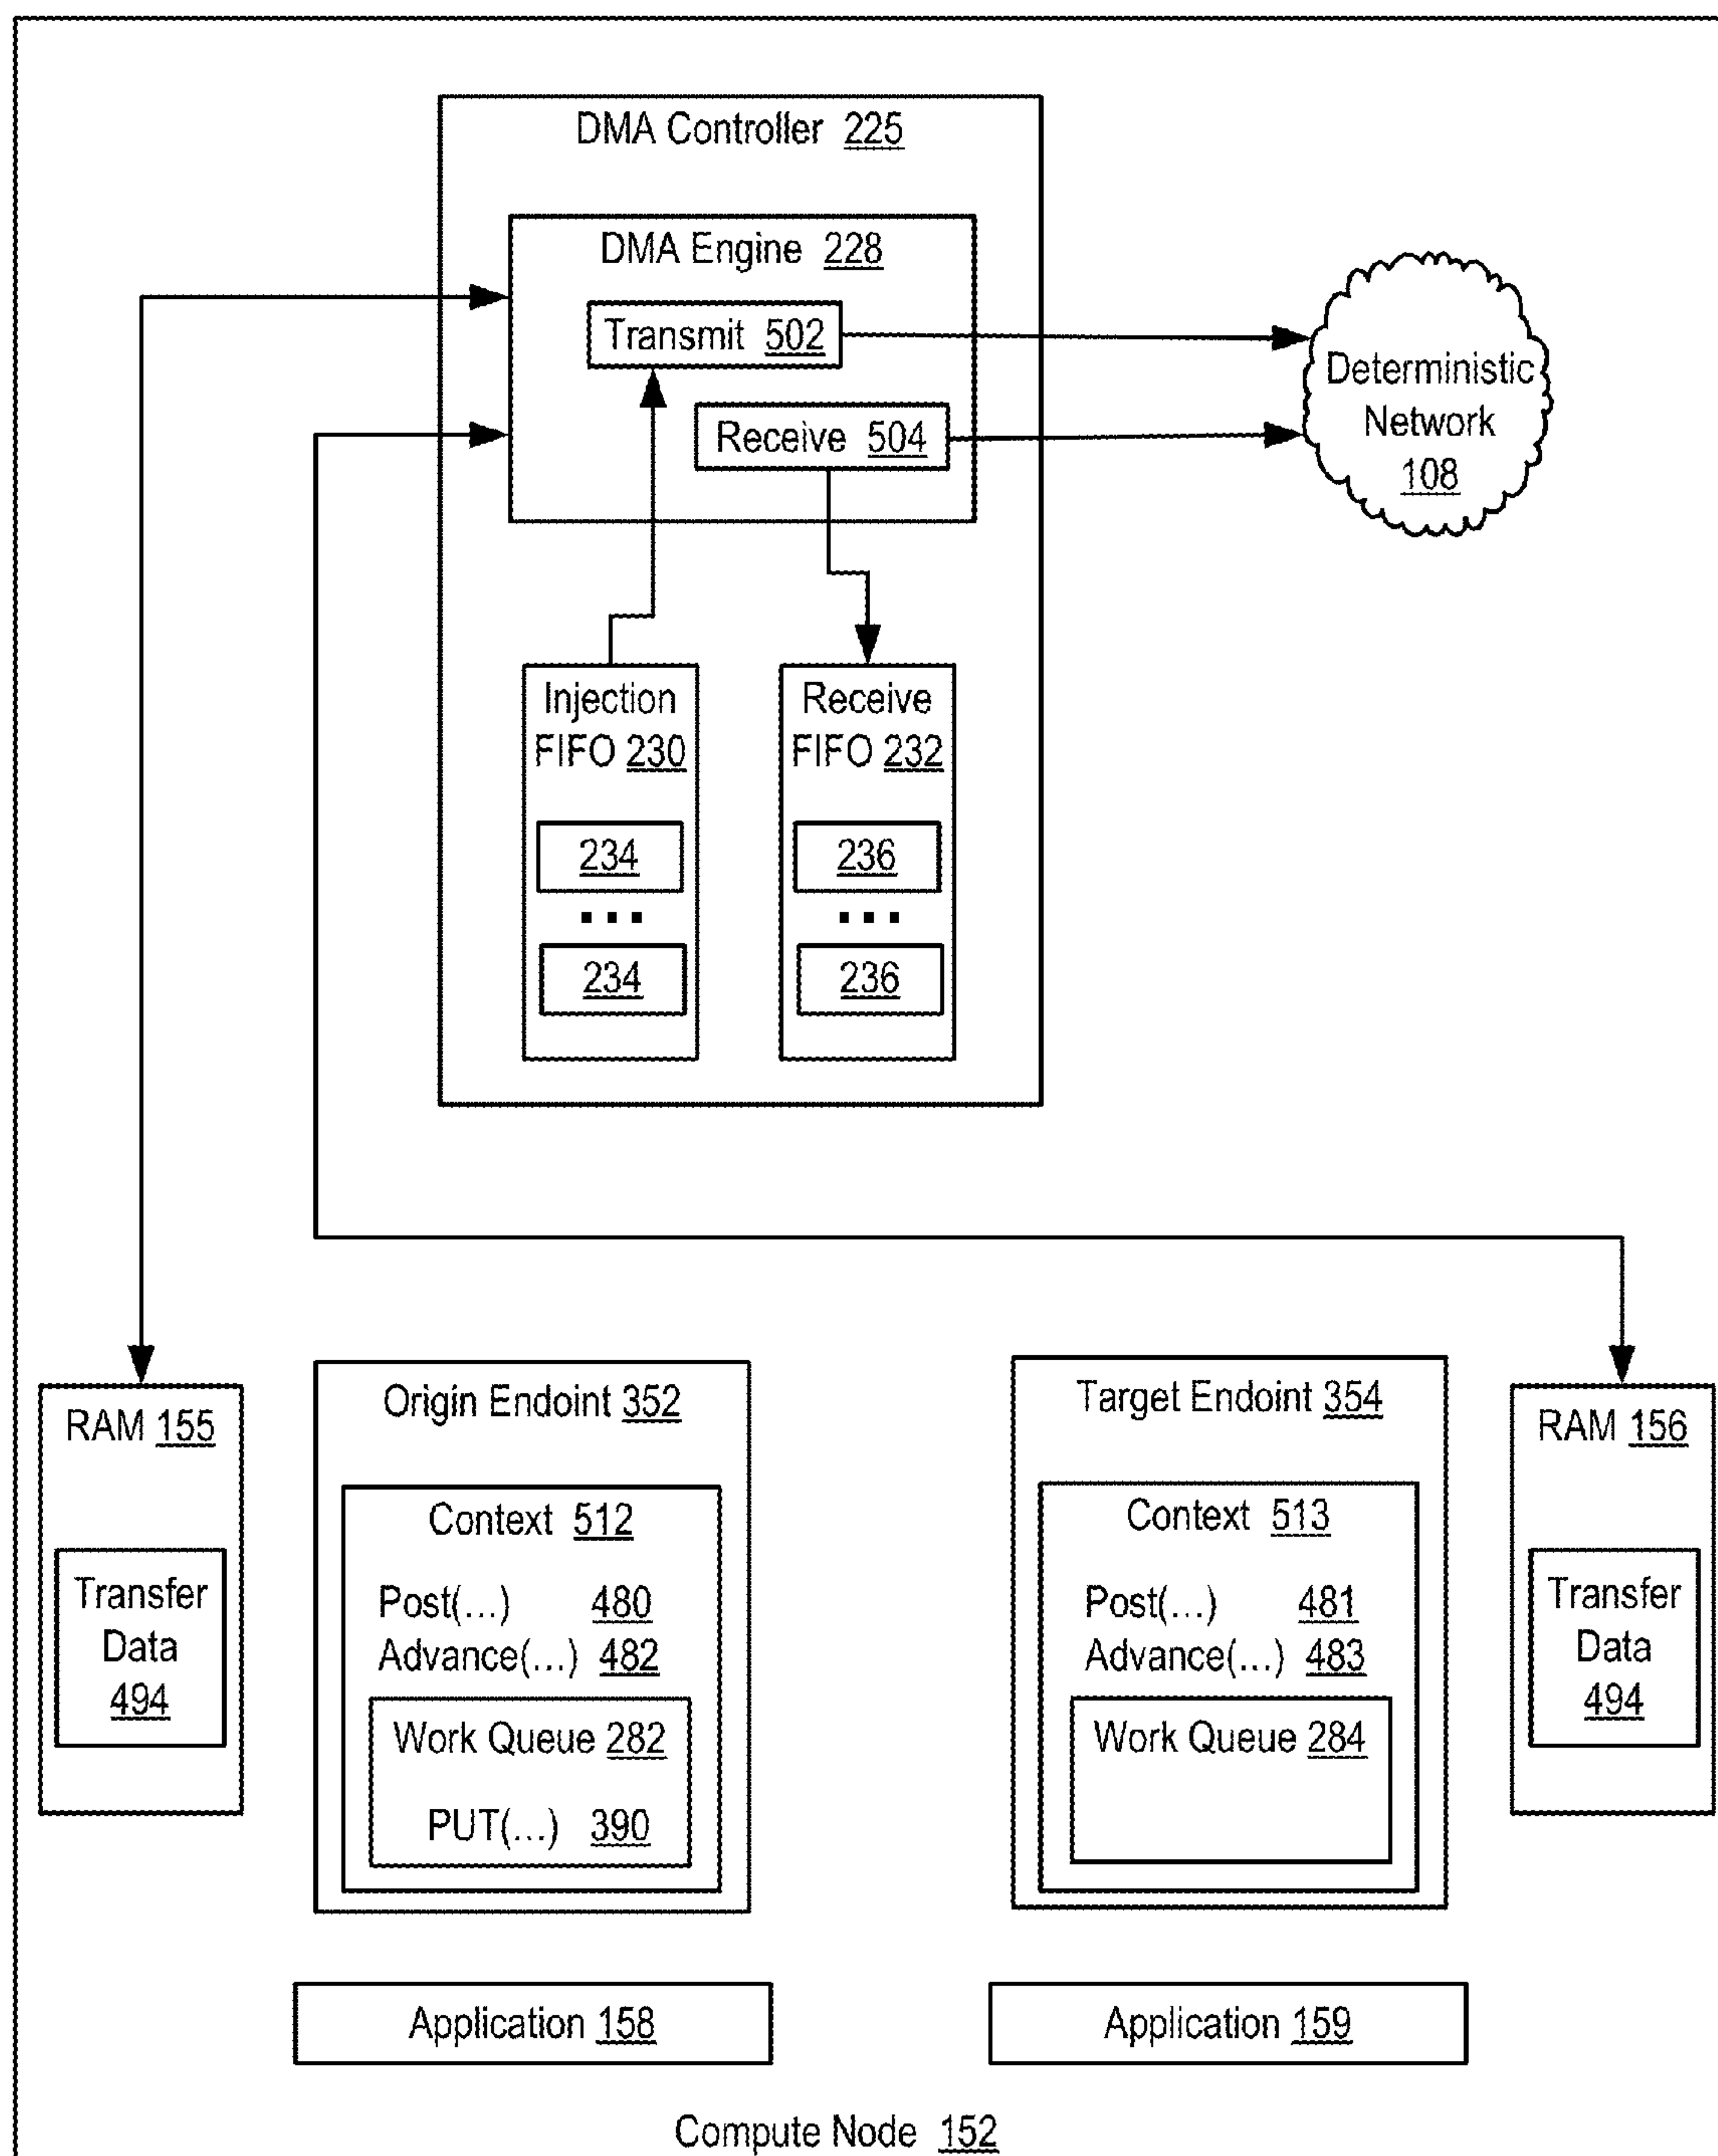 DMA Controller 225
DMA Engine 228
Transmit 502
Receive 504
Deterministic
Network
108
Injection
FIFO 230
234
...
234
Receive
FIFO 232
236
...
236
RAM 155
Transfer
Data
494
Origin Endoint 352
Context 512
Post(...) 480
Advance(...) 482
Work Queue 282
PUT(...) 390
Target Endoint 354
Context 513
Post(...) 481
Advance(...) 483
Work Queue 284
RAM 156
Transfer
Data
494
Application 158
Application 159
Compute Node 152